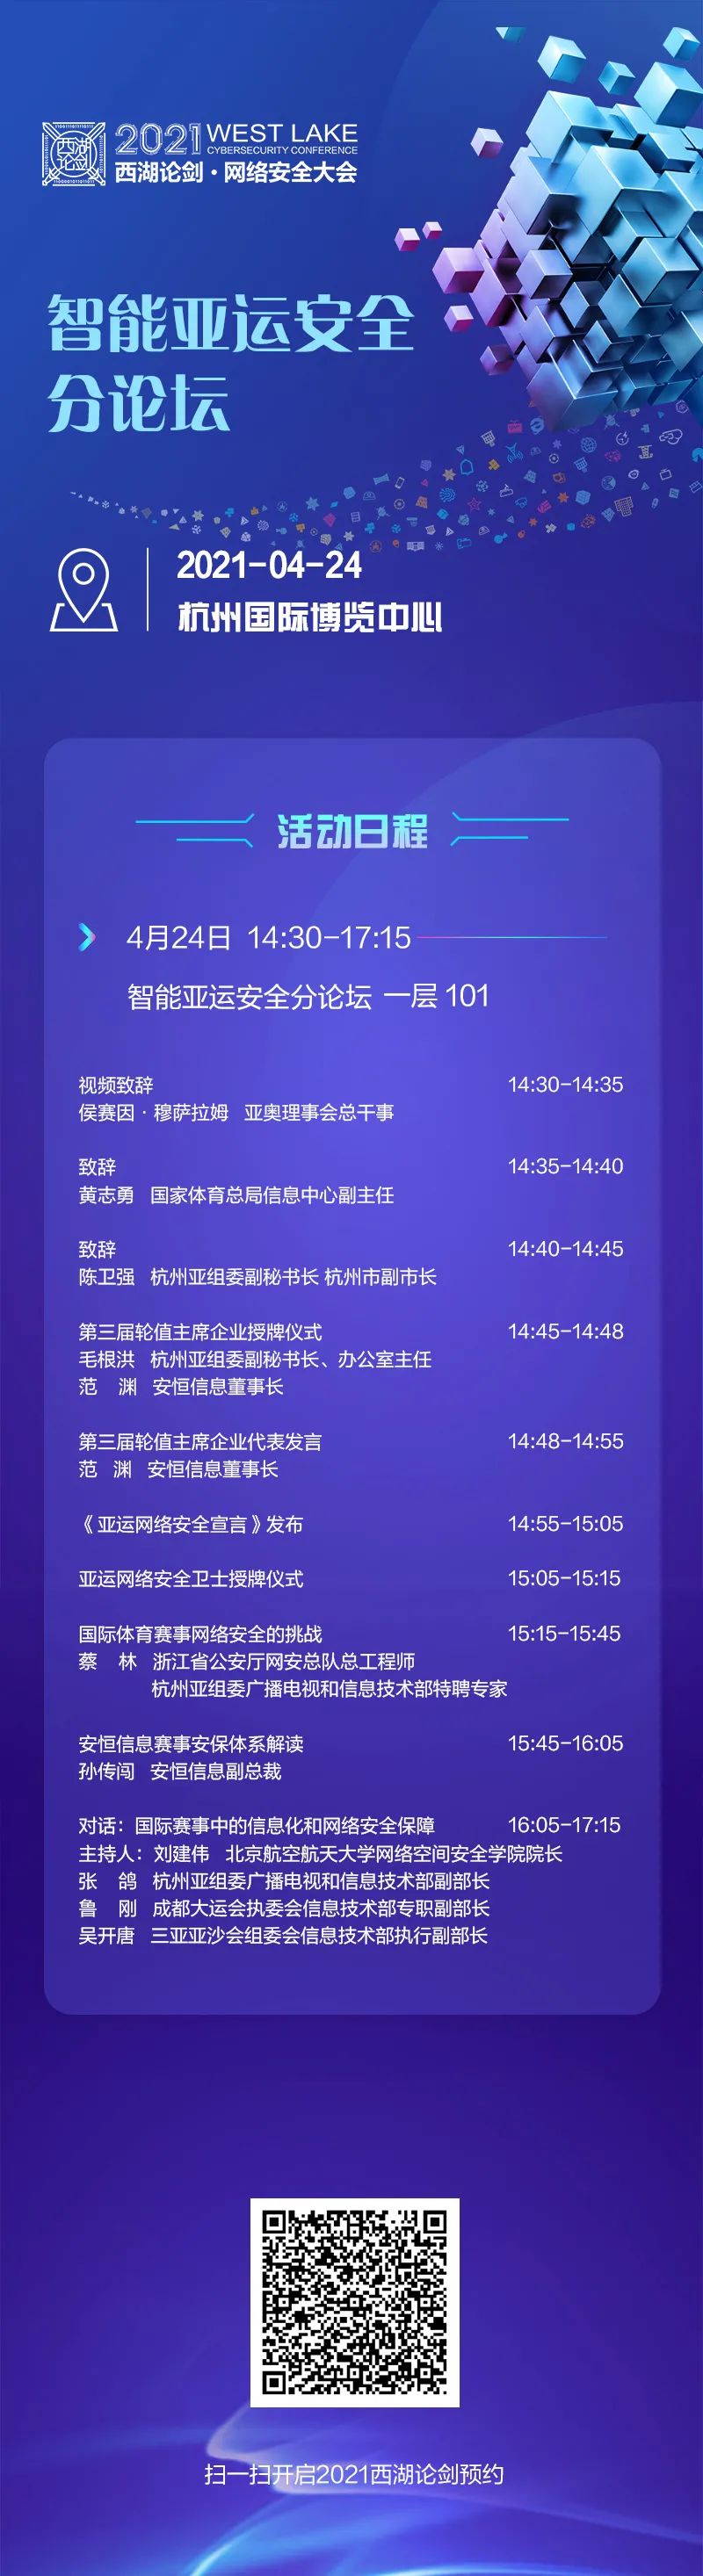 西湖论剑
2021 WEST LAKE
CYBERSECURITY CONFERENCE
西湖论剑·网络安全大会
智能亚运安全
分论坛
2021-04-24
杭州国际博览中心
活动日程
4月24日 14:30-17:15
智能亚运安全分论坛 一层 101
视频致辞 14:30-14:35
侯赛因·穆萨拉姆 亚奥理事会总干事
致辞 14:35-14:40
黄志勇 国家体育总局信息中心副主任
致辞 14:40-14:45
陈卫强 杭州亚组委副秘书长 杭州市副市长
第三届轮值主席企业授牌仪式 14:45-14:48
毛根洪 杭州亚组委副秘书长、办公室主任
范 渊 安恒信息董事长
第三届轮值主席企业代表发言 14:48-14:55
范 渊 安恒信息董事长
《亚运网络安全宣言》发布 14:55-15:05
亚运网络安全卫士授牌仪式 15:05-15:15
国际体育赛事网络安全的挑战 15:15-15:45
蔡 林 浙江省公安厅网安总队总工程师
杭州亚组委广播电视和信息技术部特聘专家
安恒信息赛事安保体系解读 15:45-16:05
孙传闯 安恒信息副总裁
对话：国际赛事中的信息化和网络安全保障 16:05-17:15
主持人：刘建伟 北京航空航天大学网络空间安全学院院长
张 鸽 杭州亚组委广播电视和信息技术部副部长
鲁 刚 成都大运会执委会信息技术部专职副部长
吴开唐 三亚亚沙会组委会信息技术部执行副部长
扫一扫开启2021西湖论剑预约